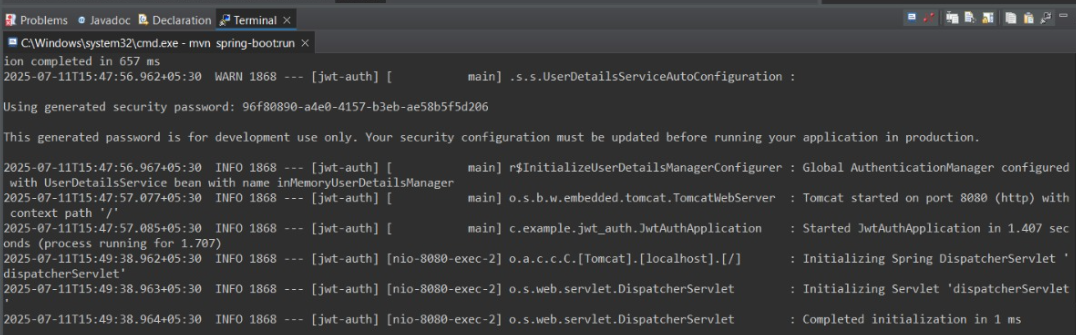 Problems Javadoc Declaration Terminal
C:\Windows\system32\cmd.exe - mvn spring-boot:run
ion completed in 657 ms
2025-07-11T15:47:56.962+05:30  WARN 1868 --- [jwt-auth] [           main] .s.s.UserDetailsServiceAutoConfiguration :
Using generated security password: 96f80890-a4e0-4157-b3eb-ae58b5f5d206
This generated password is for development use only. Your security configuration must be updated before running your application in production.
2025-07-11T15:47:56.967+05:30  INFO 1868 --- [jwt-auth] [           main] r$InitializeUserDetailsManagerConfigurer : Global AuthenticationManager configured
 with UserDetailsService bean with name inMemoryUserDetailsManager
2025-07-11T15:47:57.077+05:30  INFO 1868 --- [jwt-auth] [           main] o.s.b.w.embedded.tomcat.TomcatWebServer  : Tomcat started on port 8080 (http) with
 context path '/'
2025-07-11T15:47:57.085+05:30  INFO 1868 --- [jwt-auth] [           main] c.example.jwt_auth.JwtAuthApplication    : Started JwtAuthApplication in 1.407 sec
onds (process running for 1.707)
2025-07-11T15:49:38.962+05:30  INFO 1868 --- [jwt-auth] [nio-8080-exec-2] o.a.c.c.C.[Tomcat].[localhost].[/]       : Initializing Spring DispatcherServlet '
dispatcherServlet'
2025-07-11T15:49:38.963+05:30  INFO 1868 --- [jwt-auth] [nio-8080-exec-2] o.s.web.servlet.DispatcherServlet        : Initializing Servlet 'dispatcherServlet
'
2025-07-11T15:49:38.964+05:30  INFO 1868 --- [jwt-auth] [nio-8080-exec-2] o.s.web.servlet.DispatcherServlet        : Completed initialization in 1 ms